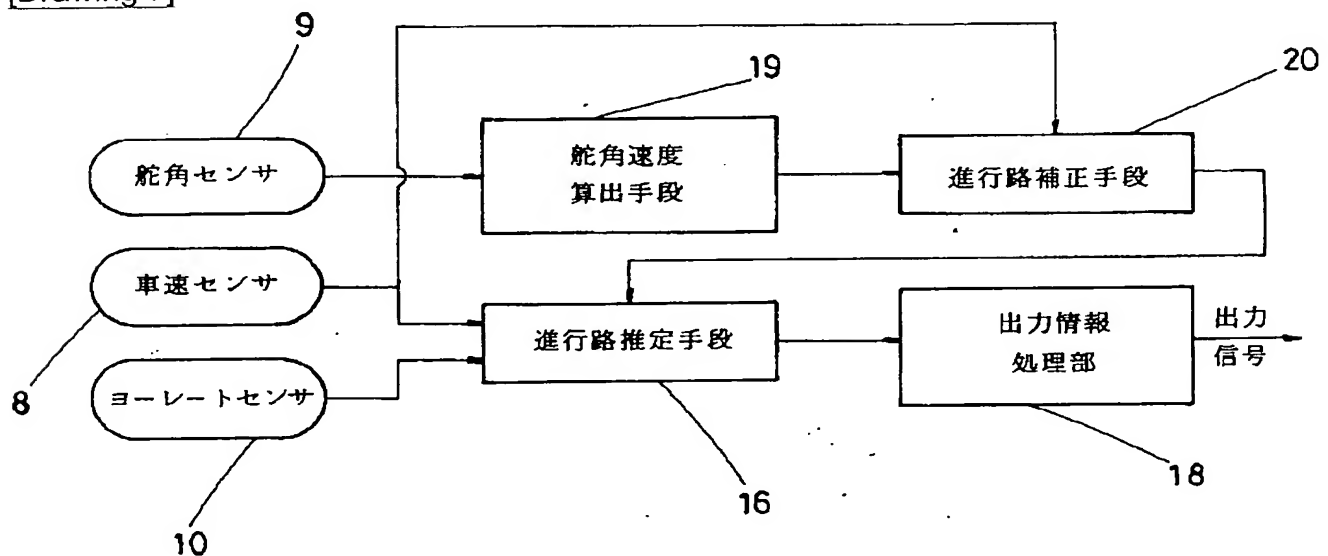 9
19
20
舵角センサ
舵角速度
算出手段
進行路補正手段
車速センサ
進行路推定手段
出力情報
処理部
出力
信号
ヨーレートセンサ
8
10
16
18